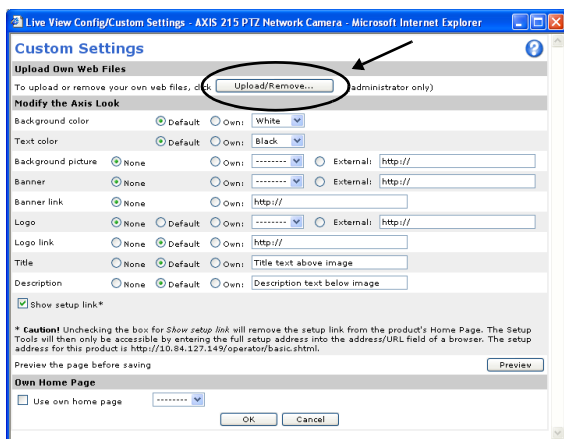 Live View Config/Custom Settings - AXIS 215 PTZ Network Camera - Microsoft Internet Explorer
Custom Settings
?
Upload Own Web Files
To upload or remove your own web files, click Upload/Remove... administrator only)
Modify the Axis Look
Background color Default Own: White
Text color Default Own: Black
Background picture None Own: -------- External: http://
Banner None Own: -------- External: http://
Banner link None Own: http://
Logo None Default Own: -------- External: http://
Logo link None Default Own: http://
Title None Default Own: Title text above image
Description None Default Own: Description text below image
Show setup link*
* Caution! Unchecking the box for Show setup link will remove the setup link from the product's Home Page. The Setup
Tools will then only be accessible by entering the full setup address into the address/URL field of a browser. The setup
address for this product is http://10.84.127.149/operator/basic.shtml.
Preview the page before saving Preview
Own Home Page
Use own home page --------
OK Cancel